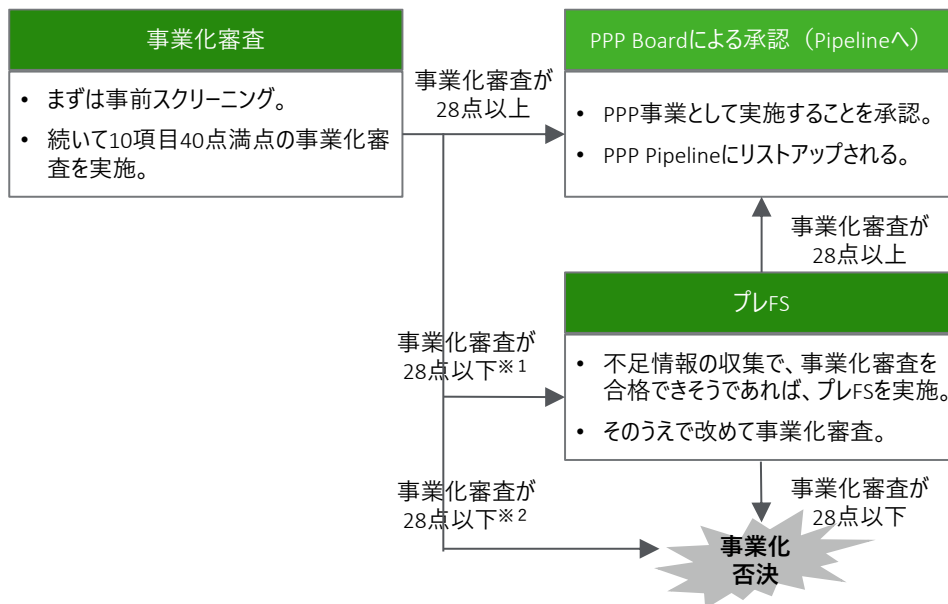 事業化審査
• まずは事前スクリーニング。
• 続いて10項目40点満点の事業化審
査を実施。
事業化審査が
28点以上
PPP Boardによる承認（Pipelineへ）
• PPP事業として実施することを承認。
• PPP Pipelineにリストアップされる。
事業化審査が
28点以上
プレFS
• 不足情報の収集で、事業化審査を
合格できそうであれば、プレFSを実施。
• そのうえで改めて事業化審査。
事業化審査が
28点以下※1
事業化審査が
28点以下※2
事業化審査が
28点以下
事業化
否決